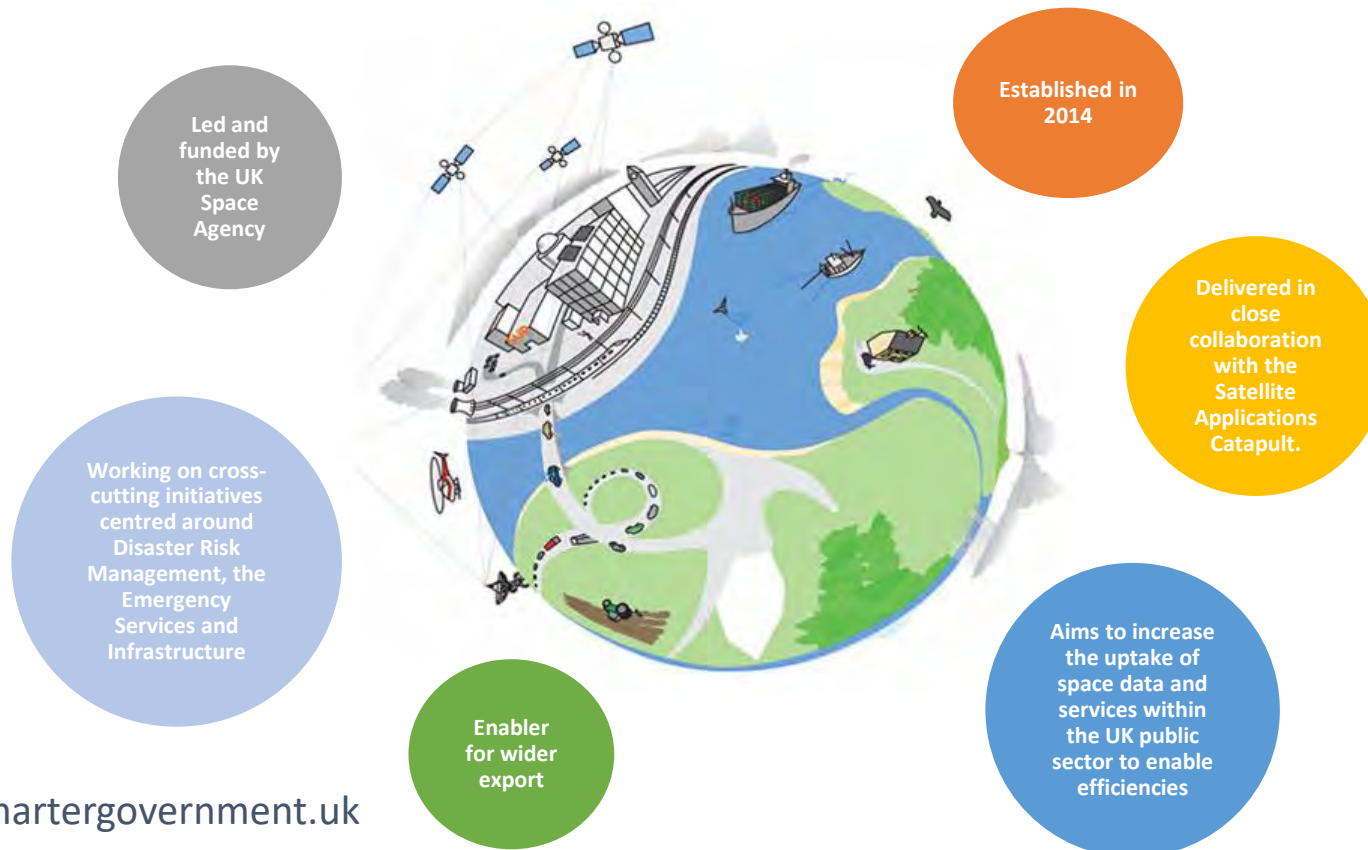 Established in
2014
Led and
funded by
the UK
Space
Agency
Delivered in
close
collaboration
with the
Satellite
Applications
Catapult.
Working on cross-
cutting initiatives
centred around
Disaster Risk
Management, the
Emergency
Services and
Infrastructure
Aims to increase
the uptake of
space data and
services within
the UK public
sector to enable
efficiencies
Enabler
for wider
export
artergovernment.uk